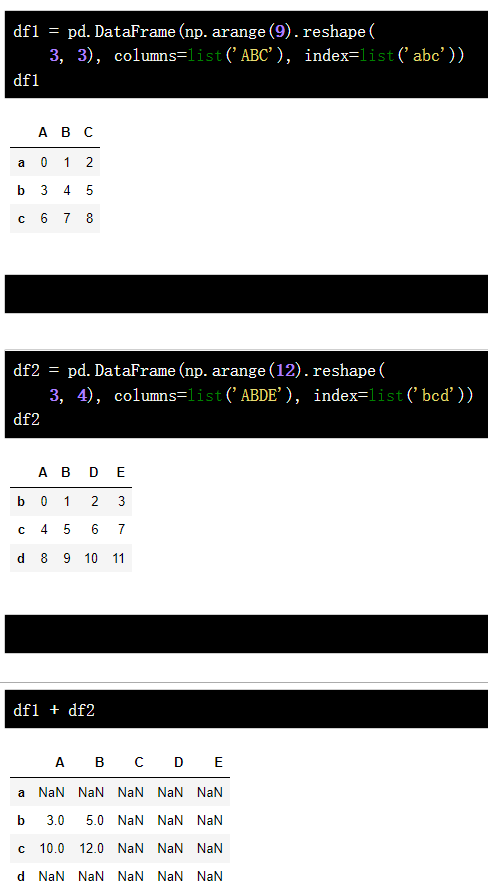 df1 = pd.DataFrame(np.arange(9).reshape(
    3, 3), columns=list('ABC'), index=list('abc'))
df1
A B C
a 0 1 2
b 3 4 5
c 6 7 8
df2 = pd.DataFrame(np.arange(12).reshape(
    3, 4), columns=list('ABDE'), index=list('bcd'))
df2
A B D E
b 0 1 2 3
c 4 5 6 7
d 8 9 10 11
df1 + df2
A B C D E
a NaN NaN NaN NaN NaN
b 3.0 5.0 NaN NaN NaN
c 10.0 12.0 NaN NaN NaN
d NaN NaN NaN NaN NaN